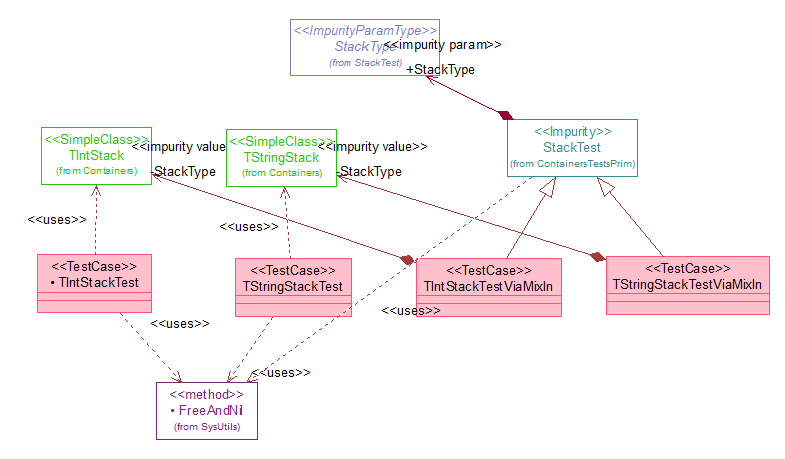 <<ImpurityParamType>>
StackType
(from StackTest)
<<impurity param>>
+StackType
<<SimpleClass>>
TIntStack
(from Containers)
<<impurity value>>
StackType
<<SimpleClass>>
TStringStack
(from Containers)
<<impurity value>>
StackType
<<Impurity>>
StackTest
(from ContainersTestsPrim)
<<uses>>
<<uses>>
<<TestCase>>
• TIntStackTest
<<TestCase>>
TStringStackTest
<<TestCase>>
TIntStackTestViaMixIn
<<TestCase>>
TStringStackTestViaMixIn
<<uses>>
<<uses>>
<<uses>>
<<method>>
• FreeAndNil
(from SysUtils)